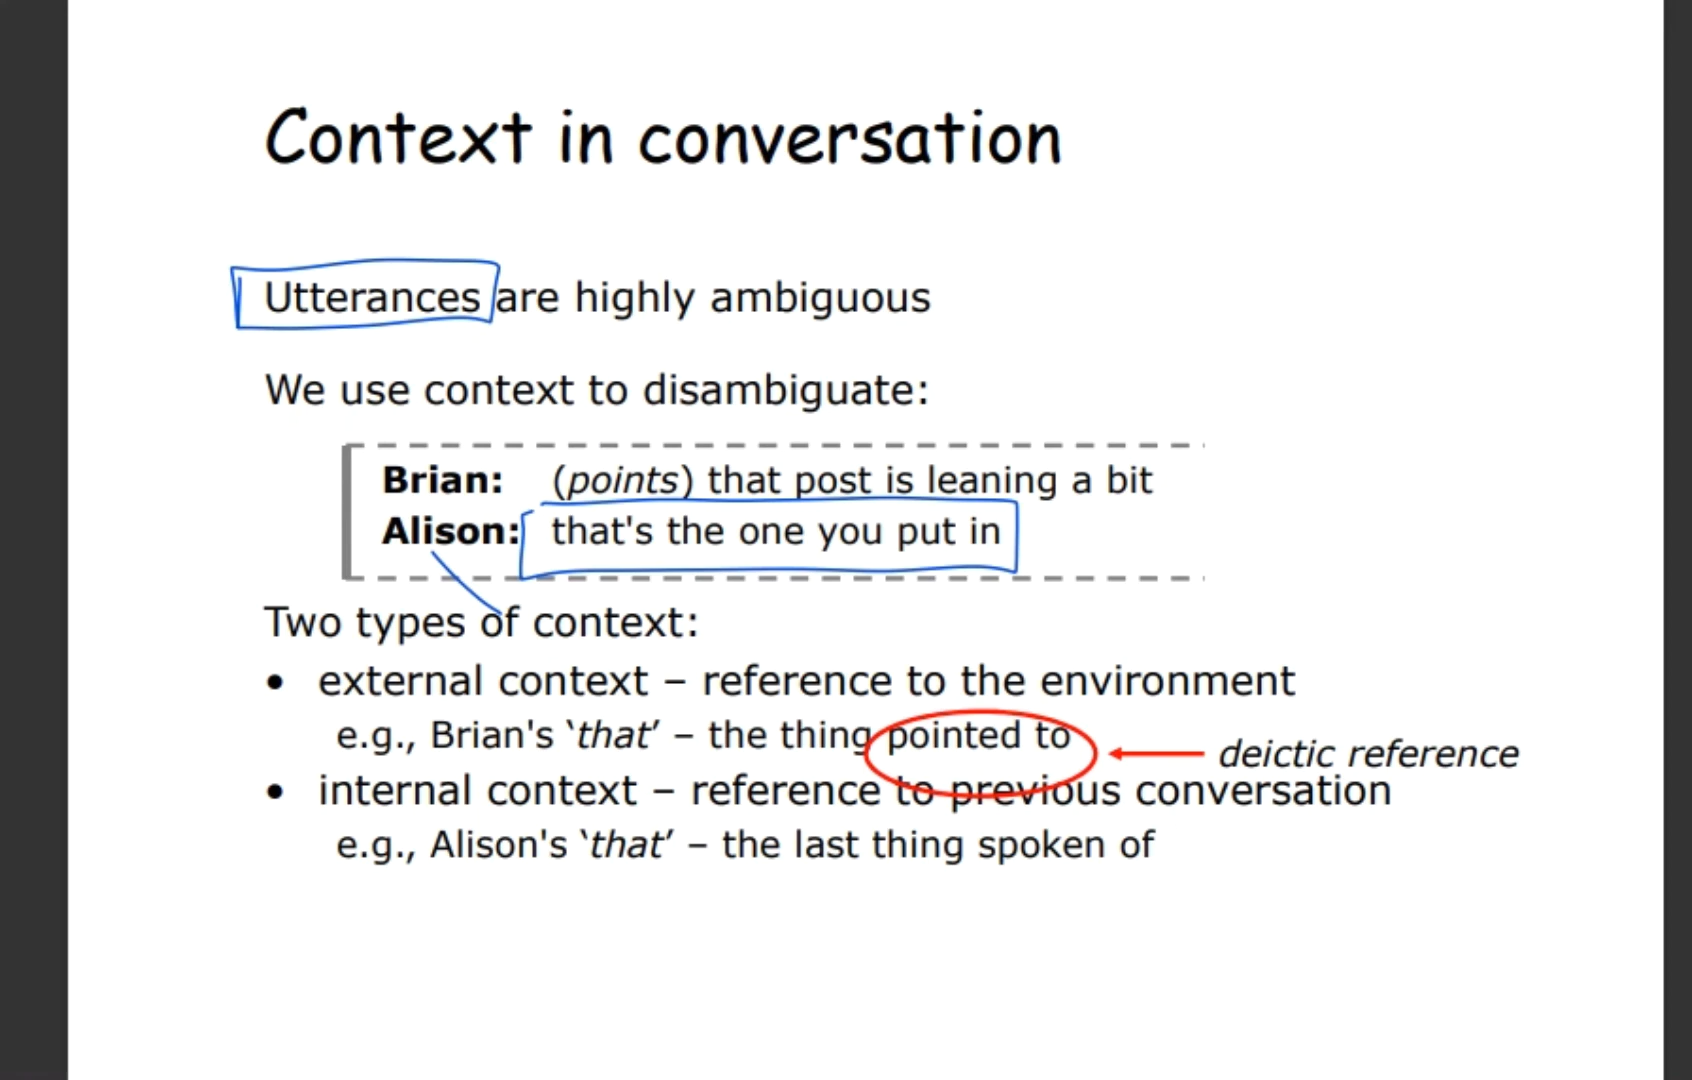 Context in conversation
Utterances are highly ambiguous
We use context to disambiguate:
Brian: (points) that post is leaning a bit
Alison: that's the one you put in
Two types of context:
• external context – reference to the environment
e.g., Brian's ‘that’ – the thing pointed to
deictic reference
• internal context – reference to previous conversation
e.g., Alison's ‘that’ – the last thing spoken of